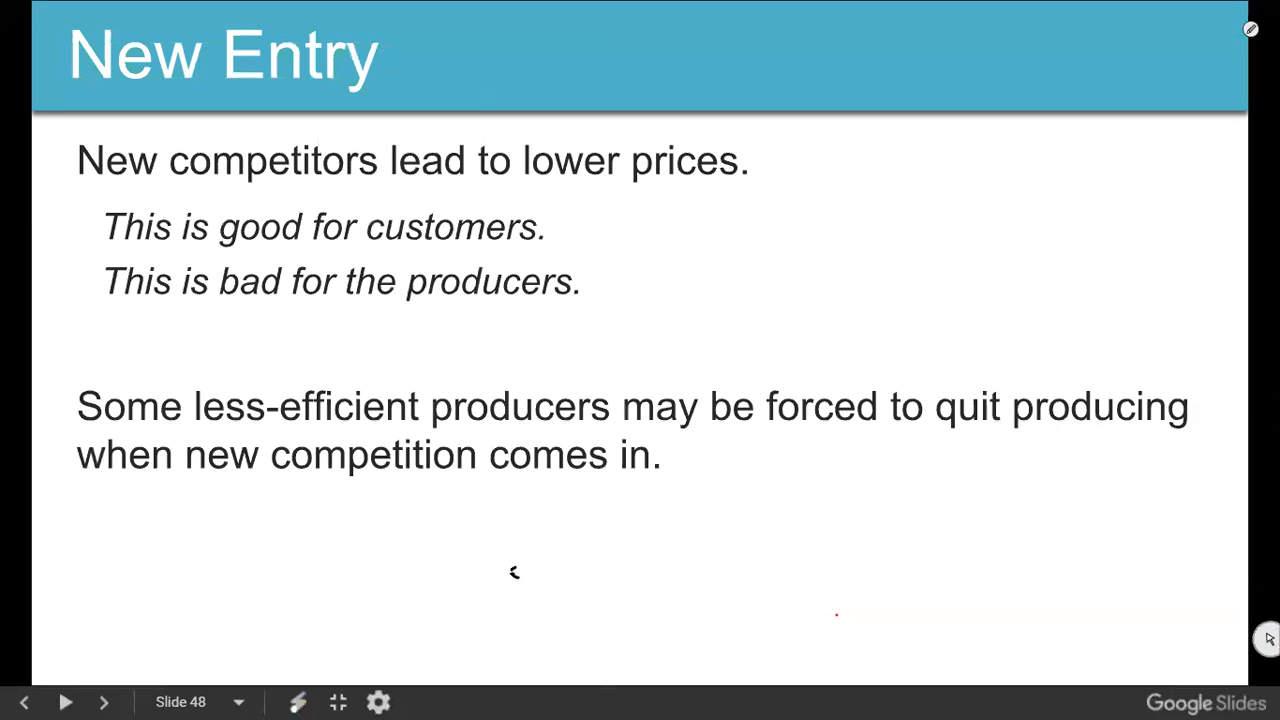 New Entry
New competitors lead to lower prices.
This is good for customers.
This is bad for the producers.
Some less-efficient producers may be forced to quit producing
when new competition comes in.
Slide 48
Google Slides